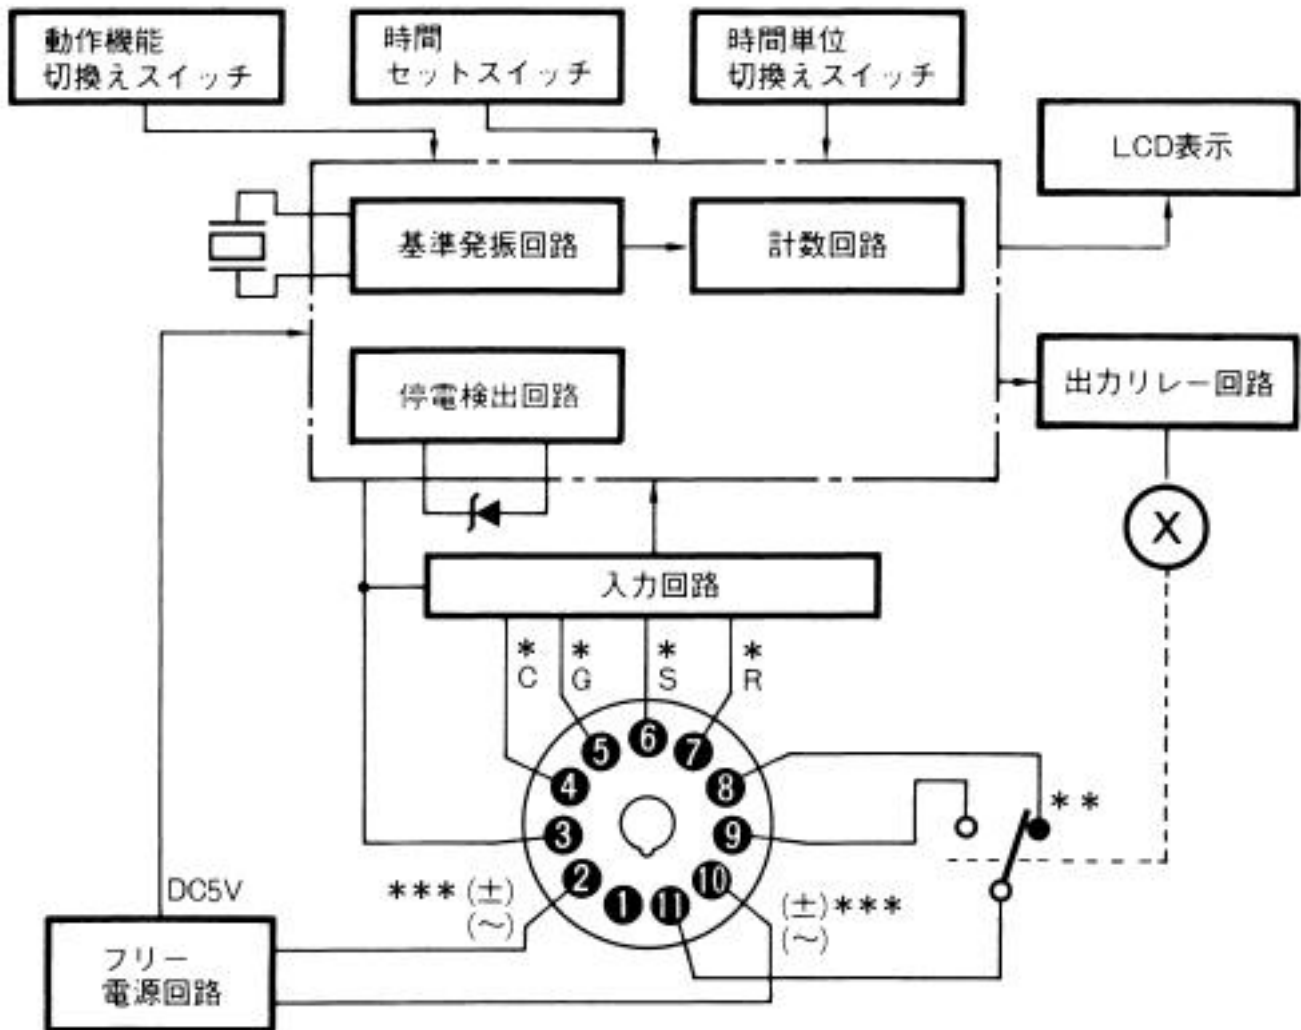 動作機能
切換えスイッチ
時間
セットスイッチ
時間単位
切換えスイッチ
LCD表示
基準発振回路
計数回路
停電検出回路
出力リレー回路
X
入力回路
* * * *
C G S R
5 6 7
4 8
3 9
2 10
1 11
**
DC5V
***(±)
(～)
(±)***
(～)
フリー
電源回路